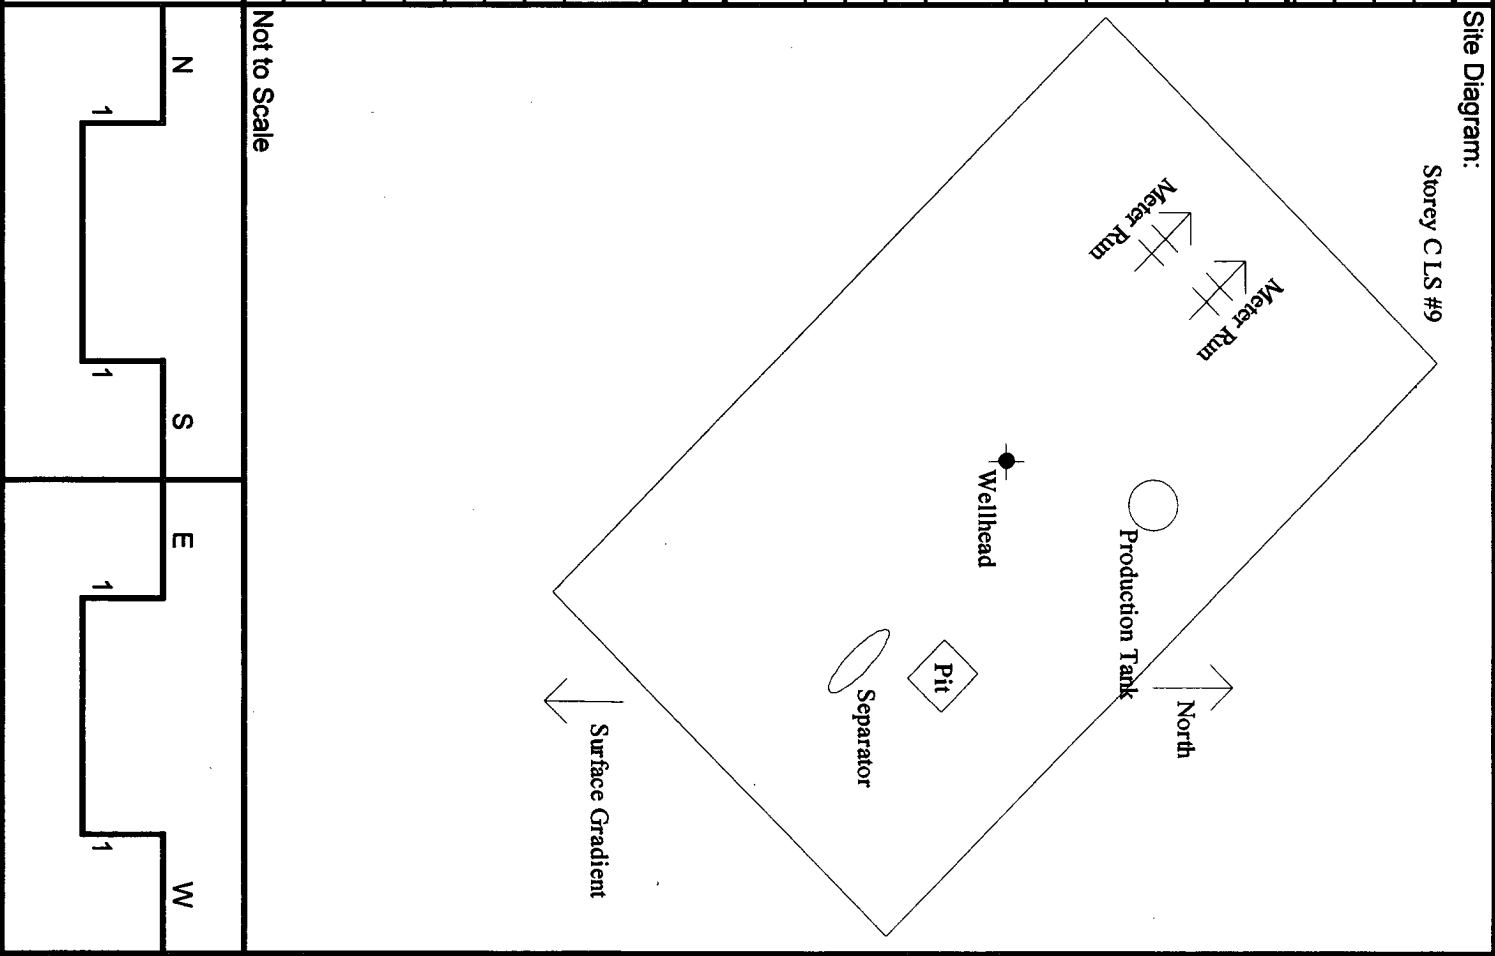 Site Diagram:
Storey C LS #9
Meter Run
Meter Run
North
Production Tank
Wellhead
Pit
Separator
Surface Gradient
Not to Scale
N S E W
1 1 1 1